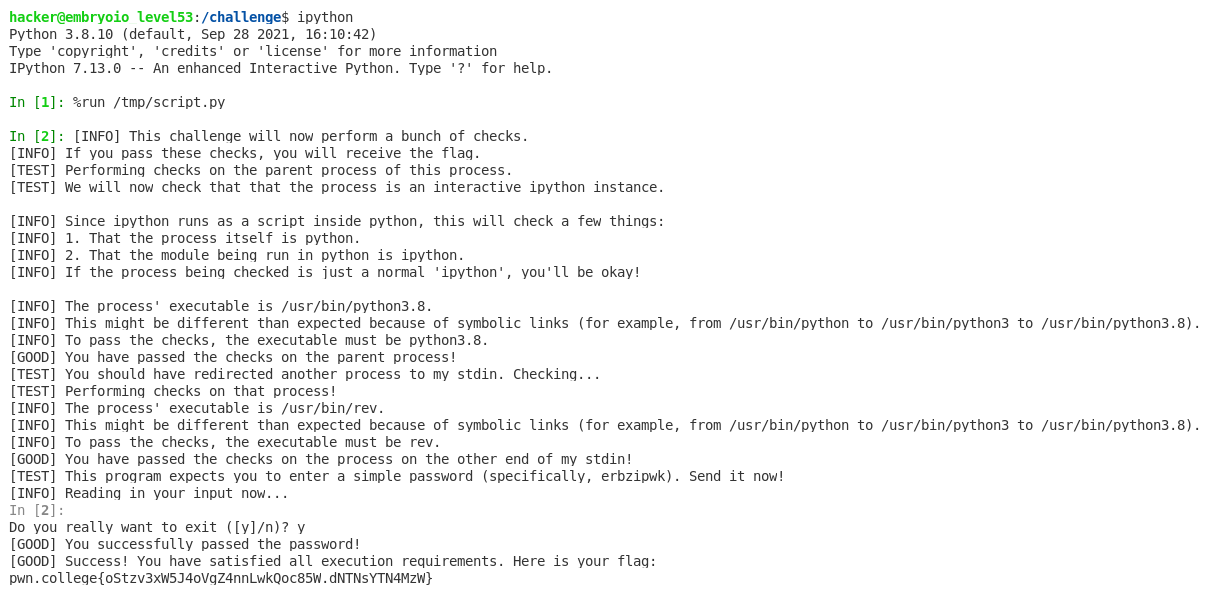 hacker@embryoio level53:/challenge$ ipython
Python 3.8.10 (default, Sep 28 2021, 16:10:42)
Type 'copyright', 'credits' or 'license' for more information
IPython 7.13.0 -- An enhanced Interactive Python. Type '?' for help.
In [1]: %run /tmp/script.py
In [2]: [INFO] This challenge will now perform a bunch of checks.
[INFO] If you pass these checks, you will receive the flag.
[TEST] Performing checks on the parent process of this process.
[TEST] We will now check that that the process is an interactive ipython instance.
[INFO] Since ipython runs as a script inside python, this will check a few things:
[INFO] 1. That the process itself is python.
[INFO] 2. That the module being run in python is ipython.
[INFO] If the process being checked is just a normal 'ipython', you'll be okay!
[INFO] The process' executable is /usr/bin/python3.8.
[INFO] This might be different than expected because of symbolic links (for example, from /usr/bin/python to /usr/bin/python3 to /usr/bin/python3.8).
[INFO] To pass the checks, the executable must be python3.8.
[GOOD] You have passed the checks on the parent process!
[TEST] You should have redirected another process to my stdin. Checking...
[TEST] Performing checks on that process!
[INFO] The process' executable is /usr/bin/rev.
[INFO] This might be different than expected because of symbolic links (for example, from /usr/bin/python to /usr/bin/python3 to /usr/bin/python3.8).
[INFO] To pass the checks, the executable must be rev.
[GOOD] You have passed the checks on the process on the other end of my stdin!
[TEST] This program expects you to enter a simple password (specifically, erbzipwk). Send it now!
[INFO] Reading in your input now...
In [2]:
Do you really want to exit ([y]/n)? y
[GOOD] You successfully passed the password!
[GOOD] Success! You have satisfied all execution requirements. Here is your flag:
pwn.college{oStzv3xW5J4oVgZ4nnLwkQoc85W.dNTNsYTN4MzW}